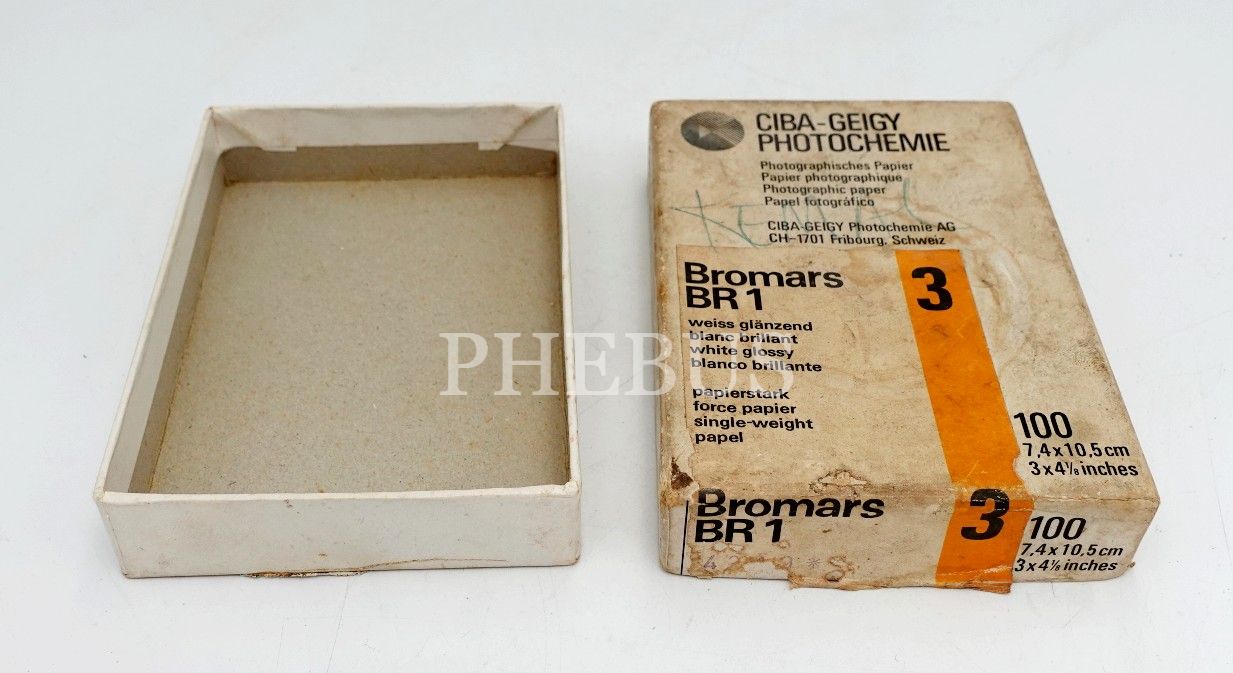 CIBA-GEIGY
PHOTOCHEMIE
Photographisches Papier
Papier photographique
Photographic paper
Papel fotográfico
KEMAL
CIBA-GEIGY Photochemie AG
CH-1701 Fribourg, Schweiz
Bromars
BR 1
3
weiss glänzend
blanc brillant
white glossy
blanco brillante
papierstark
force papier
single-weight
papel
100
7,4 x 10,5 cm
3 x 4⅛ inches
Bromars
BR 1
3
100
7,4 x 10,5 cm
3 x 4⅛ inches
PHEBUS